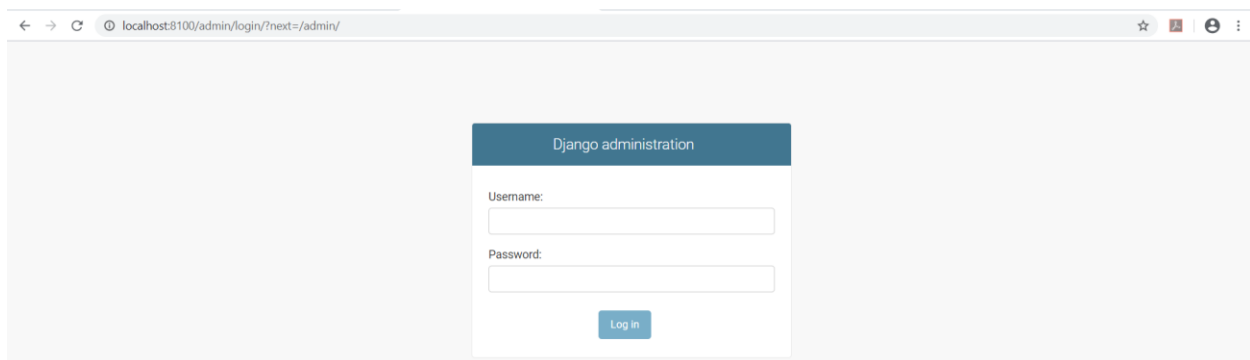 localhost:8100/admin/login/?next=/admin/
Django administration
Username:
Password:
Log in